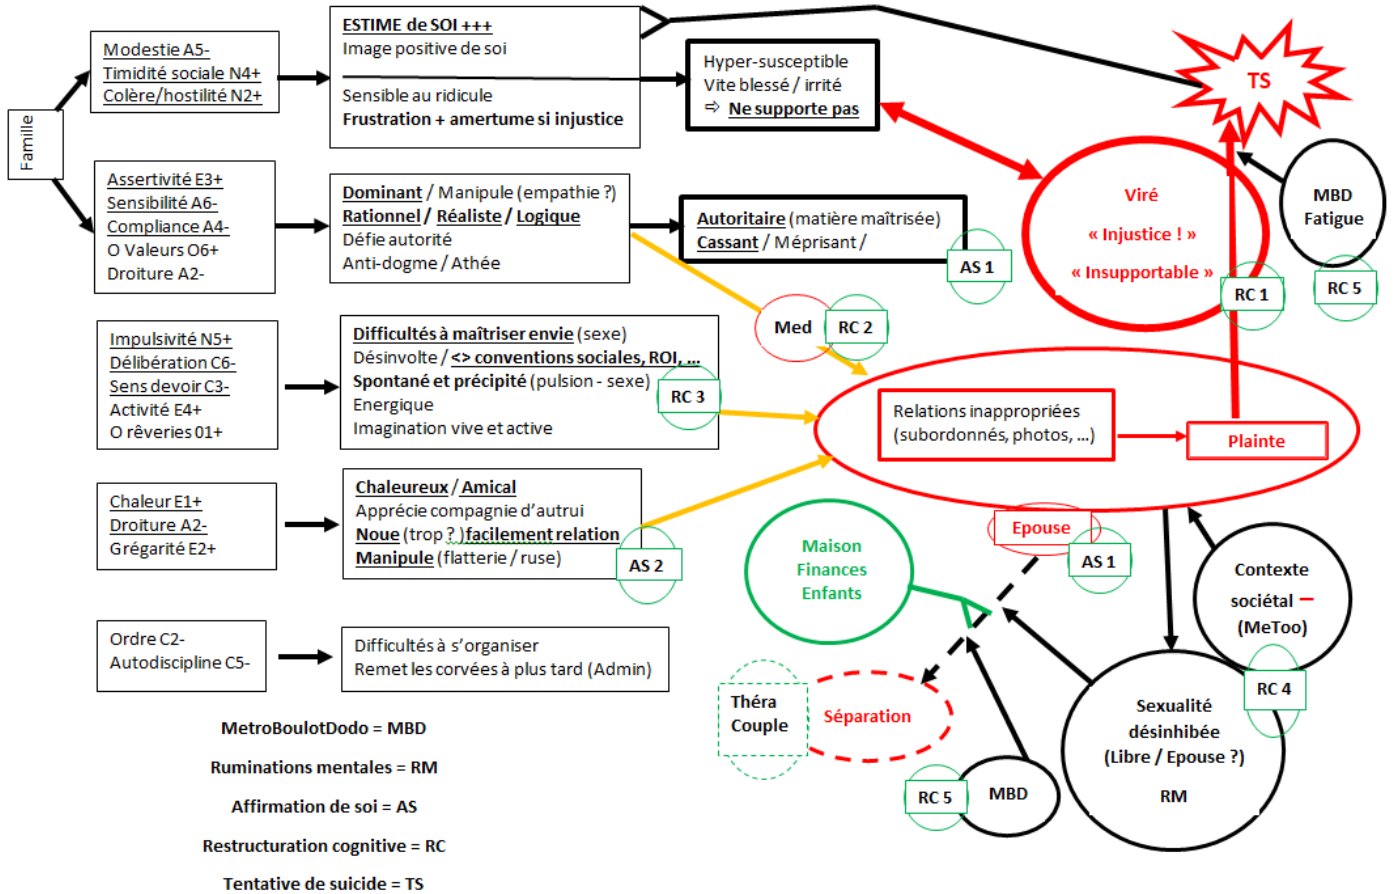 Famille
Modestie A5-
Timidité sociale N4+
Colère/hostilité N2+
ESTIME de SOI +++
Image positive de soi
Sensible au ridicule
Frustration + amertume si injustice
Hyper-susceptible
Vite blessé / irrité
⇨ Ne supporte pas
TS
Assertivité E3+
Sensibilité A6-
Compliance A4-
O Valeurs O6+
Droiture A2-
Dominant / Manipule (empathie ?)
Rationnel / Réaliste / Logique
Défie autorité
Anti-dogme / Athée
Autoritaire (matière maîtrisée)
Cassant / Méprisant /
AS 1
Viré
« Injustice ! »
« Insupportable »
RC 1
MBD
Fatigue
RC 5
Med
RC 2
Impulsivité N5+
Délibération C6-
Sens devoir C3-
Activité E4+
O rêveries 01+
Difficultés à maîtriser envie (sexe)
Désinvolte / <> conventions sociales, ROI, ...
Spontané et précipité (pulsion - sexe)
Energique
Imagination vive et active
RC 3
Relations inappropriées
(subordonnés, photos, ...)
Plainte
Chaleur E1+
Droiture A2-
Grégarité E2+
Chaleureux / Amical
Apprécie compagnie d'autrui
Noue (trop ? )facilement relation
Manipule (flatterie / ruse)
AS 2
Maison
Finances
Enfants
Epouse
AS 1
Contexte
sociétal –
(MeToo)
RC 4
Ordre C2-
Autodiscipline C5-
Difficultés à s'organiser
Remet les corvées à plus tard (Admin)
Théra
Couple
Séparation
Sexualité
désinhibée
(Libre / Epouse ?)
RM
RC 5
MBD
MetroBoulotDodo = MBD
Ruminations mentales = RM
Affirmation de soi = AS
Restructuration cognitive = RC
Tentative de suicide = TS